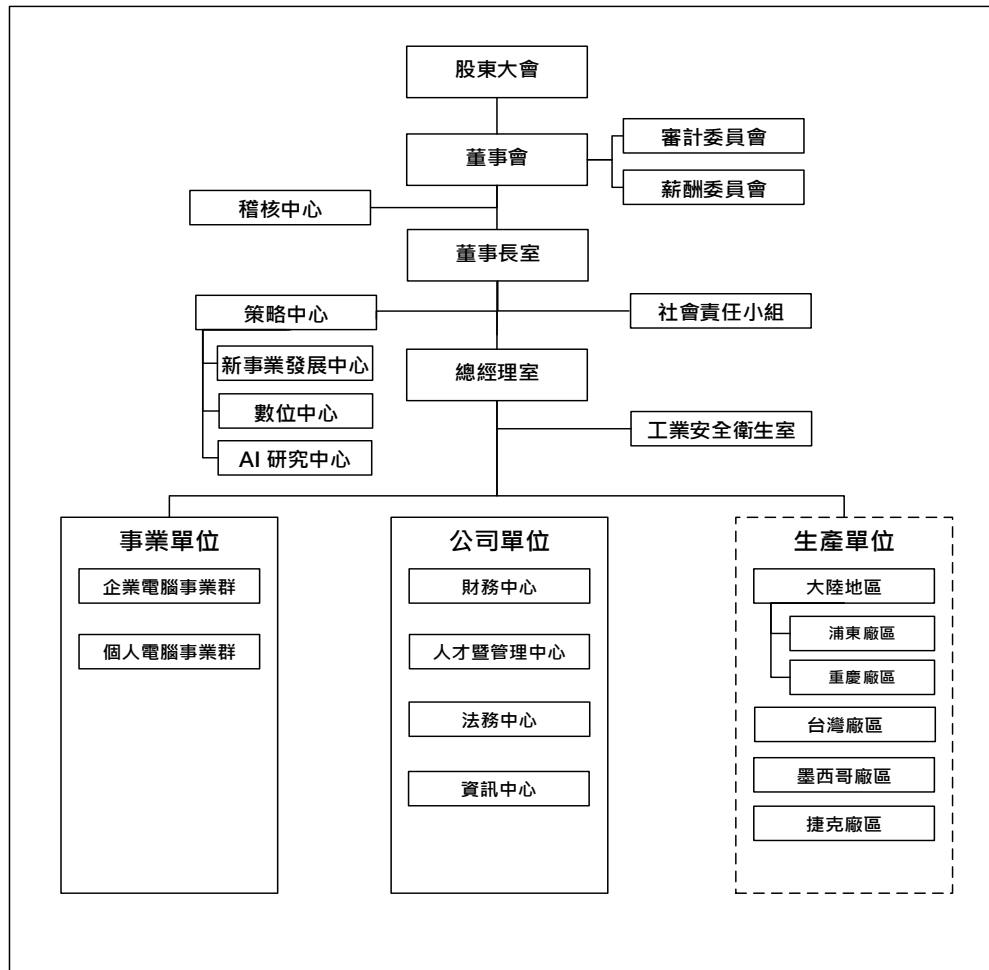 股東大會
董事會
審計委員會
薪酬委員會
稽核中心
董事長室
策略中心
社會責任小組
新事業發展中心
總經理室
數位中心
工業安全衛生室
AI 研究中心
事業單位
企業電腦事業群
個人電腦事業群
公司單位
財務中心
人才暨管理中心
法務中心
資訊中心
生產單位
大陸地區
浦東廠區
重慶廠區
台灣廠區
墨西哥廠區
捷克廠區